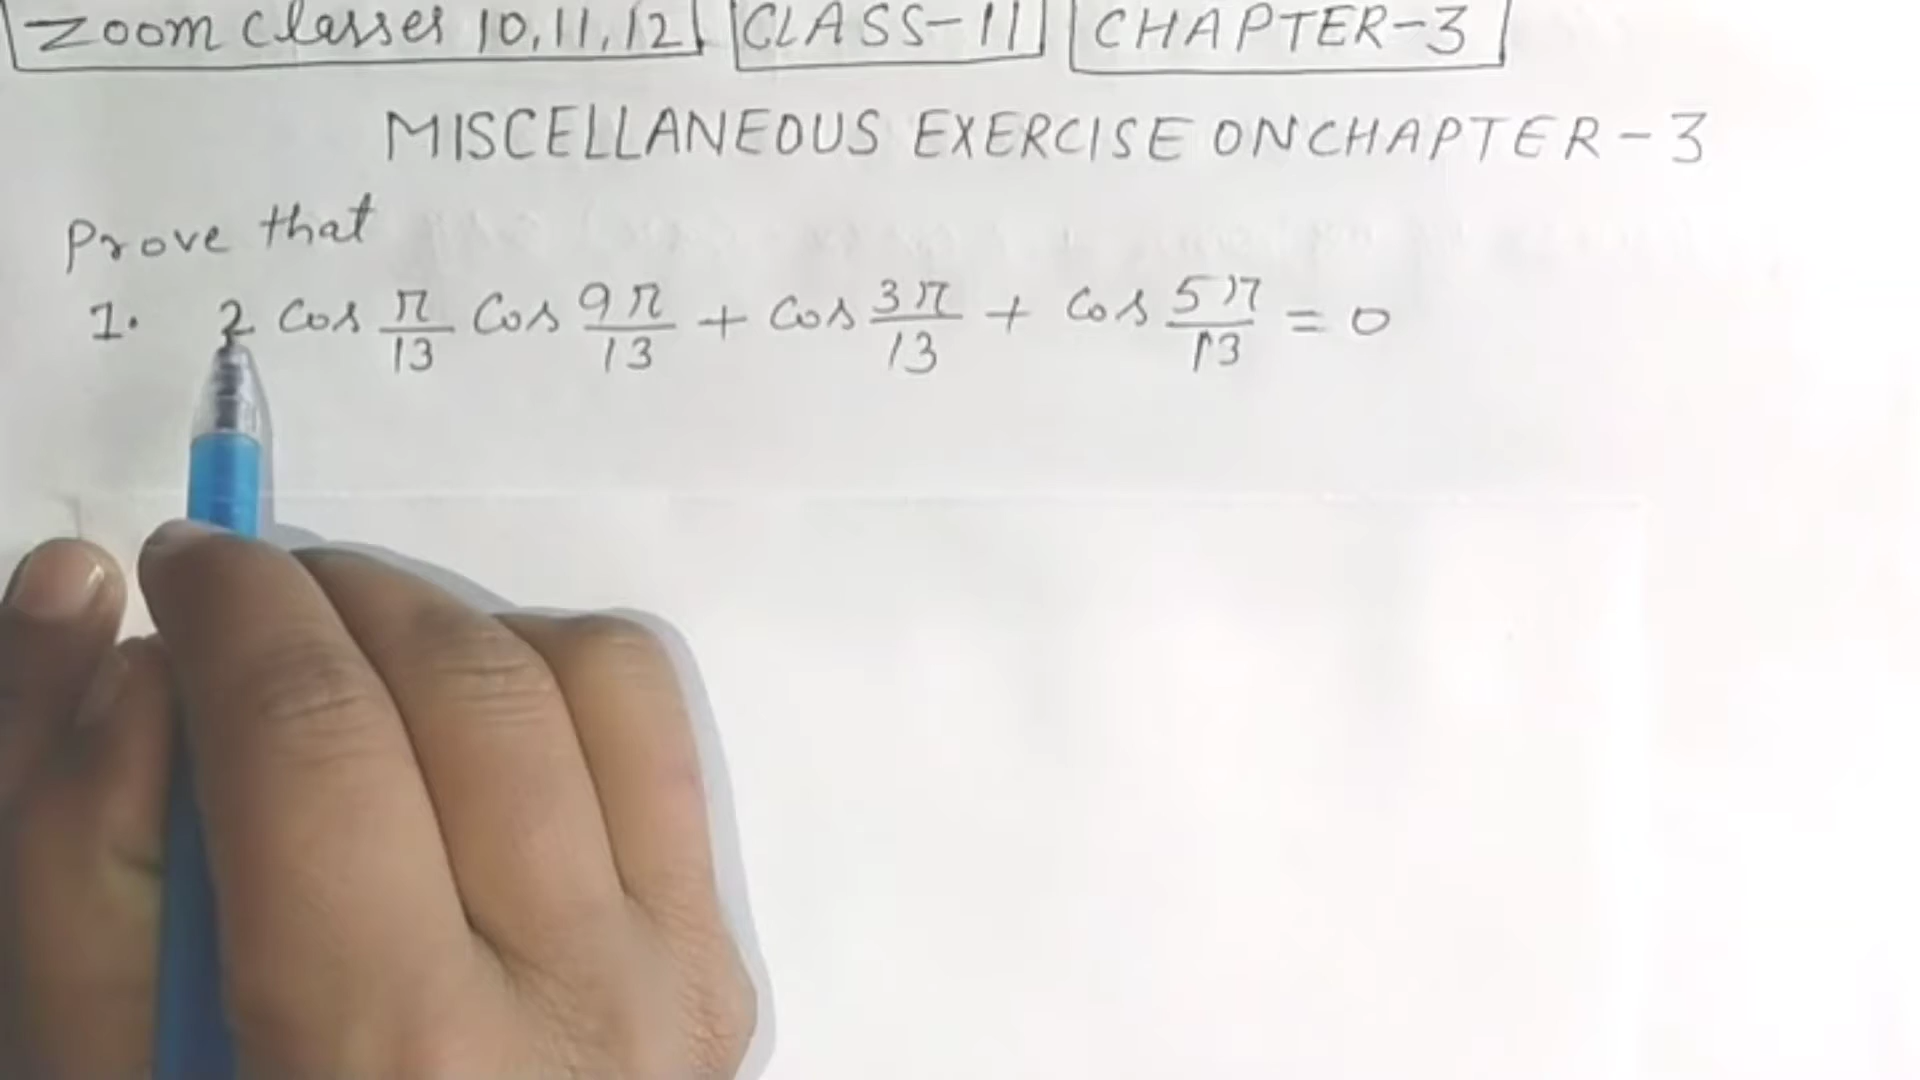 Zoom Classes 10,11,12 CLASS-11 CHAPTER-3
MISCELLANEOUS EXERCISE ON CHAPTER-3
Prove that
1. 2 cos π/13 cos 9π/13 + cos 3π/13 + cos 5π/13 = 0